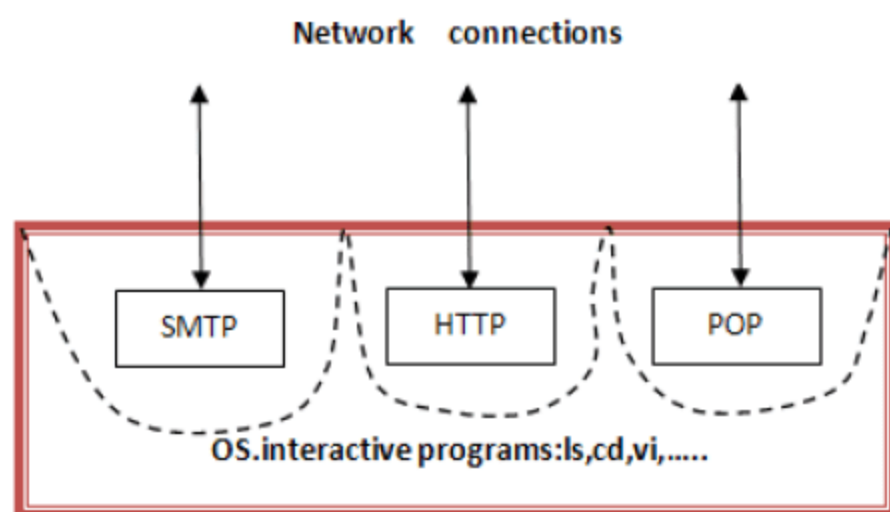 Network connections
SMTP
HTTP
POP
OS.interactive programs:ls,cd,vi,.....